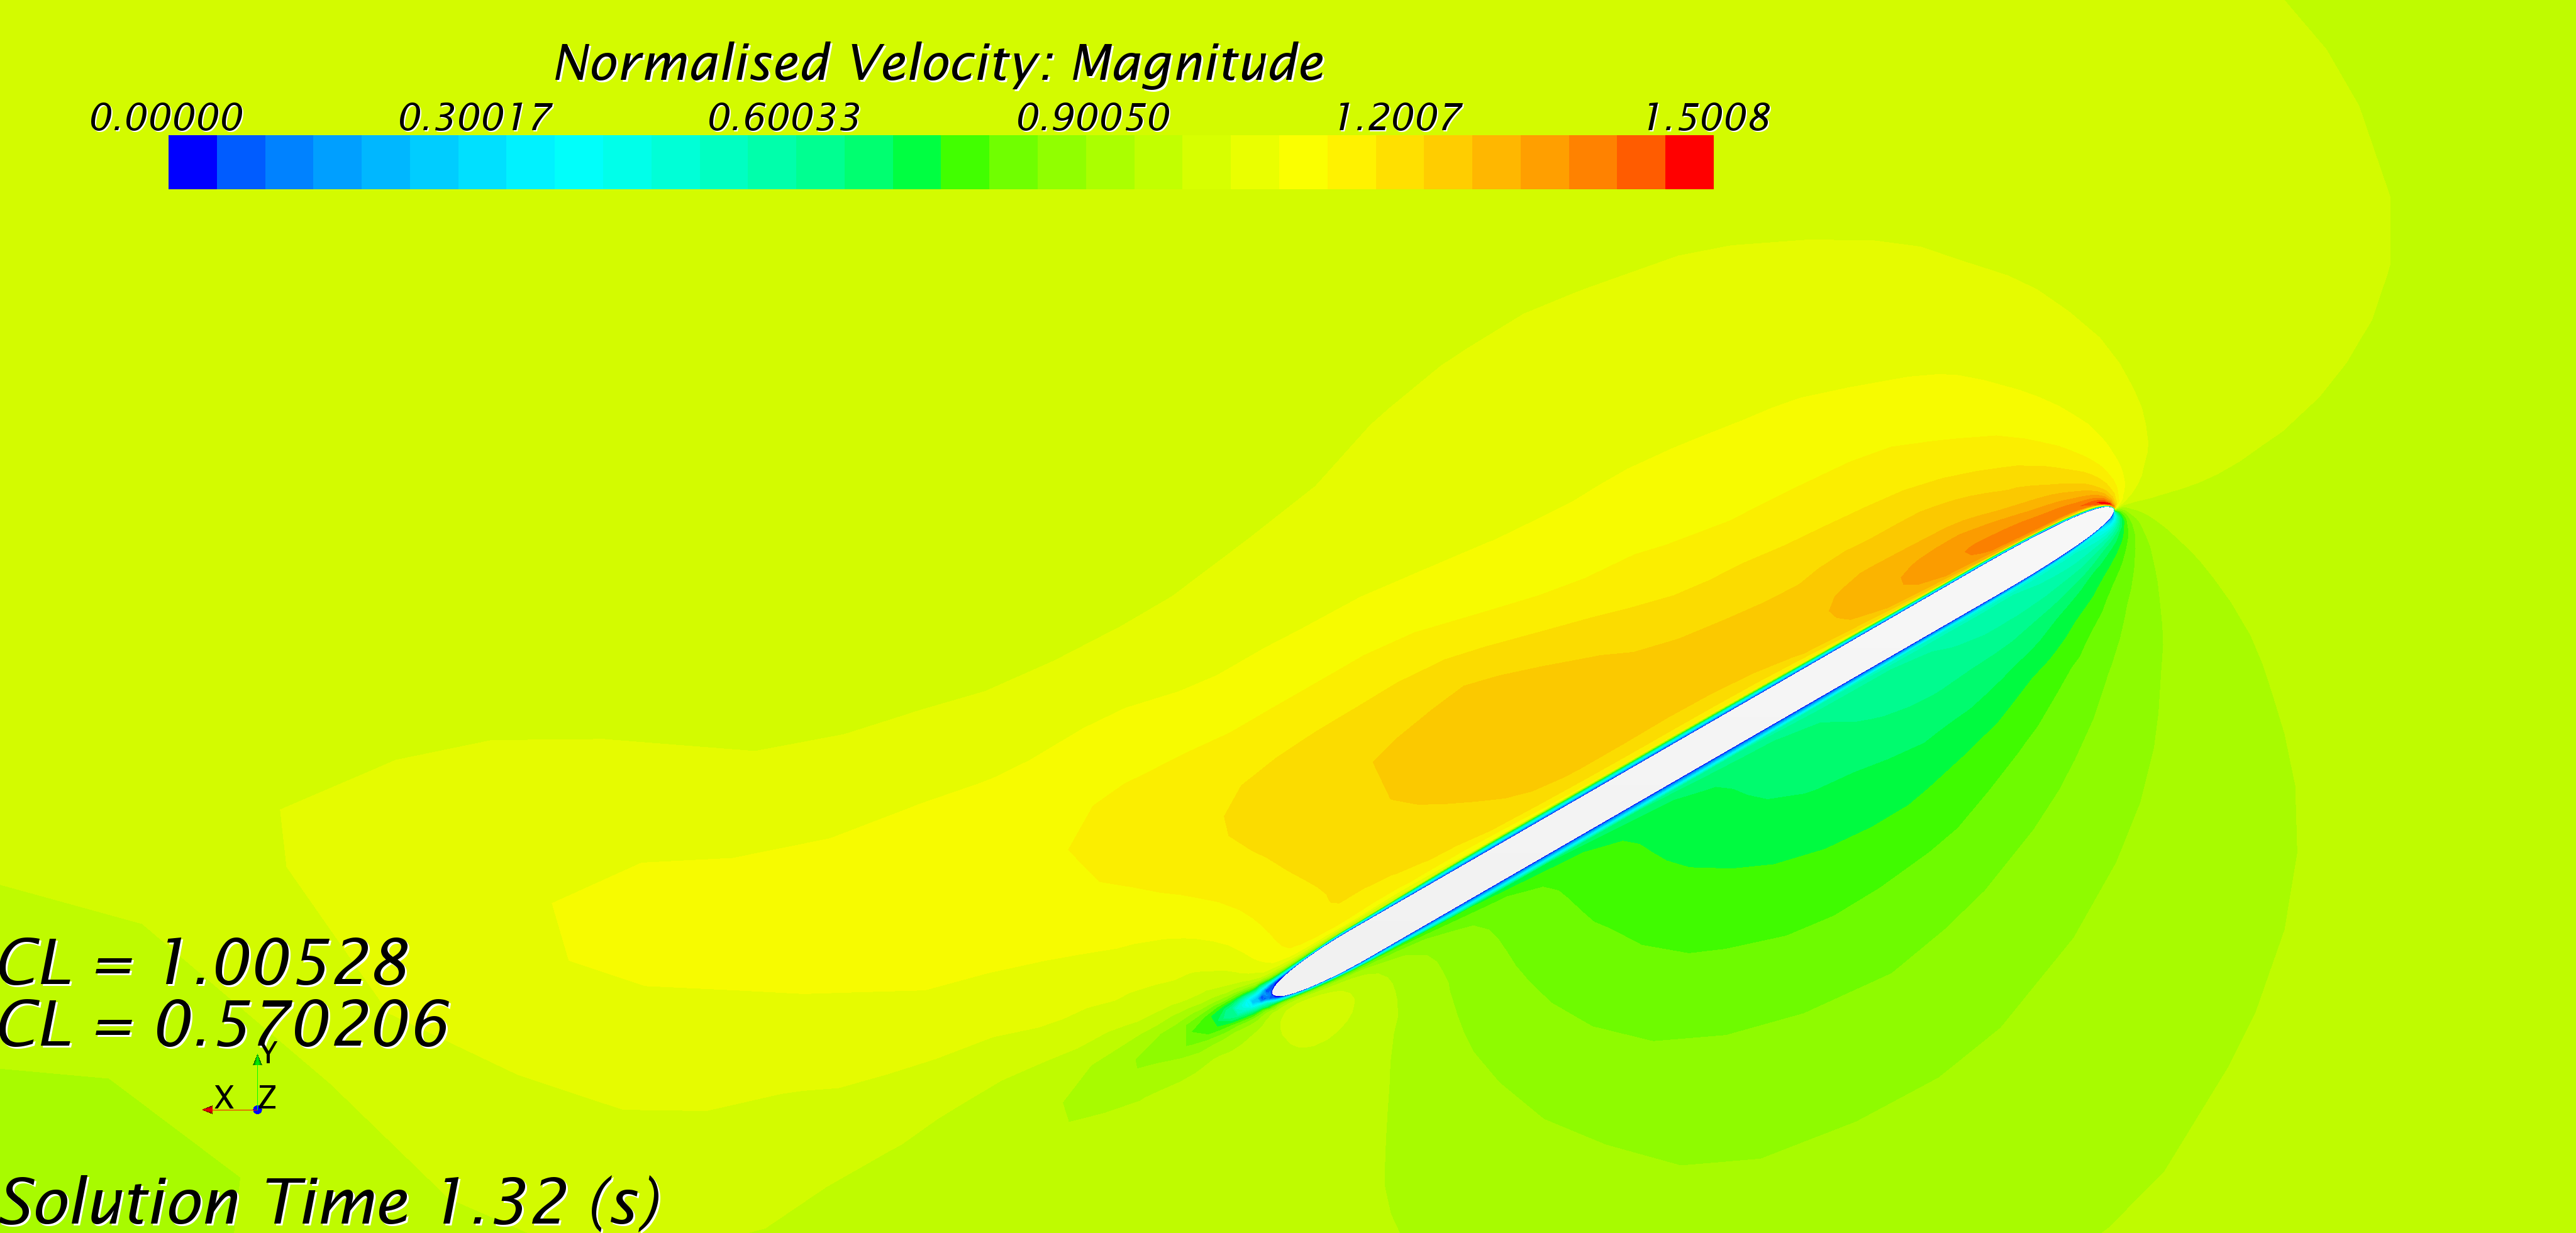 Normalised Velocity: Magnitude
0.00000 0.30017 0.60033 0.90050 1.2007 1.5008
CL = 1.00528
CL = 0.570206
Y
X Z
Solution Time 1.32 (s)